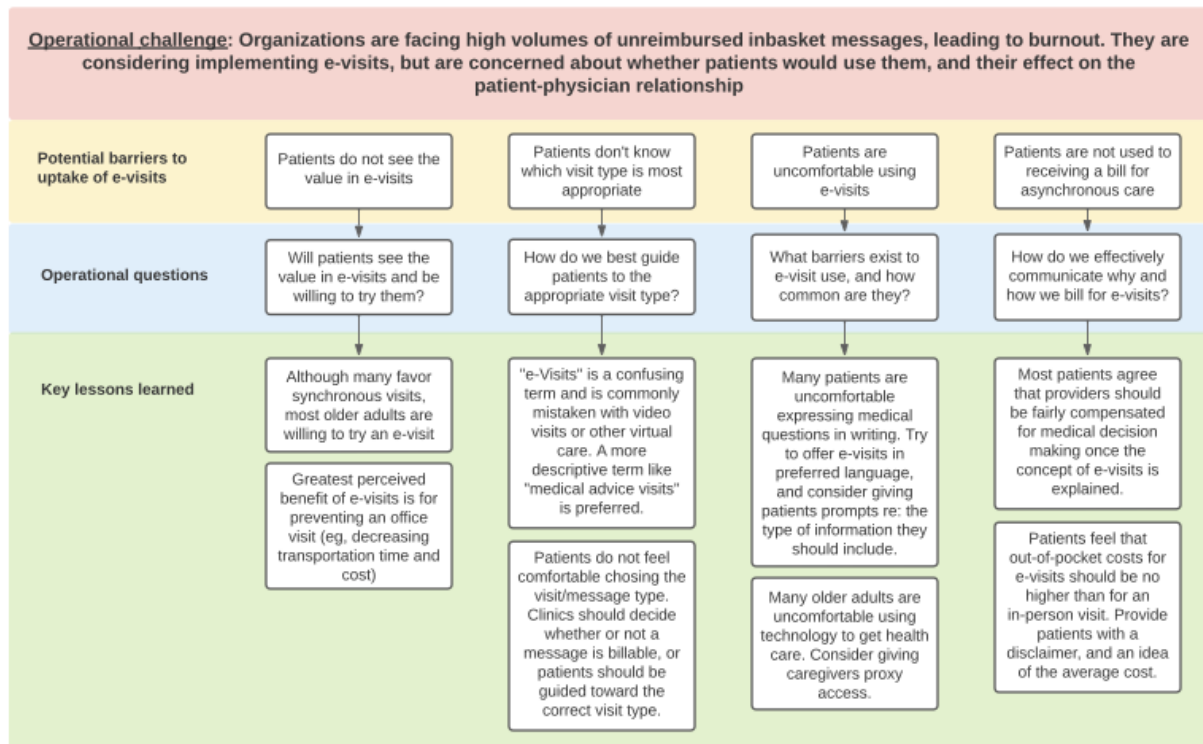 Operational challenge: Organizations are facing high volumes of unreimbursed inbasket messages, leading to burnout. They are
considering implementing e-visits, but are concerned about whether patients would use them, and their effect on the
patient-physician relationship
Potential barriers to
uptake of e-visits
Patients do not see the
value in e-visits
Patients don't know
which visit type is most
appropriate
Patients are
uncomfortable using
e-visits
Patients are not used to
receiving a bill for
asynchronous care
Operational questions
Will patients see the
value in e-visits and be
willing to try them?
How do we best guide
patients to the
appropriate visit type?
What barriers exist to
e-visit use, and how
common are they?
How do we effectively
communicate why and
how we bill for e-visits?
Key lessons learned
Although many favor
synchronous visits,
most older adults are
willing to try an e-visit
Greatest perceived
benefit of e-visits is for
preventing an office
visit (eg, decreasing
transportation time and
cost)
"e-Visits" is a confusing
term and is commonly
mistaken with video
visits or other virtual
care. A more
descriptive term like
"medical advice visits"
is preferred.
Patients do not feel
comfortable chosing the
visit/message type.
Clinics should decide
whether or not a
message is billable, or
patients should be
guided toward the
correct visit type.
Many patients are
uncomfortable
expressing medical
questions in writing. Try
to offer e-visits in
preferred language,
and consider giving
patients prompts re: the
type of information they
should include.
Many older adults are
uncomfortable using
technology to get health
care. Consider giving
caregivers proxy
access.
Most patients agree
that providers should
be fairly compensated
for medical decision
making once the
concept of e-visits is
explained.
Patients feel that
out-of-pocket costs for
e-visits should be no
higher than for an
in-person visit. Provide
patients with a
disclaimer, and an idea
of the average cost.